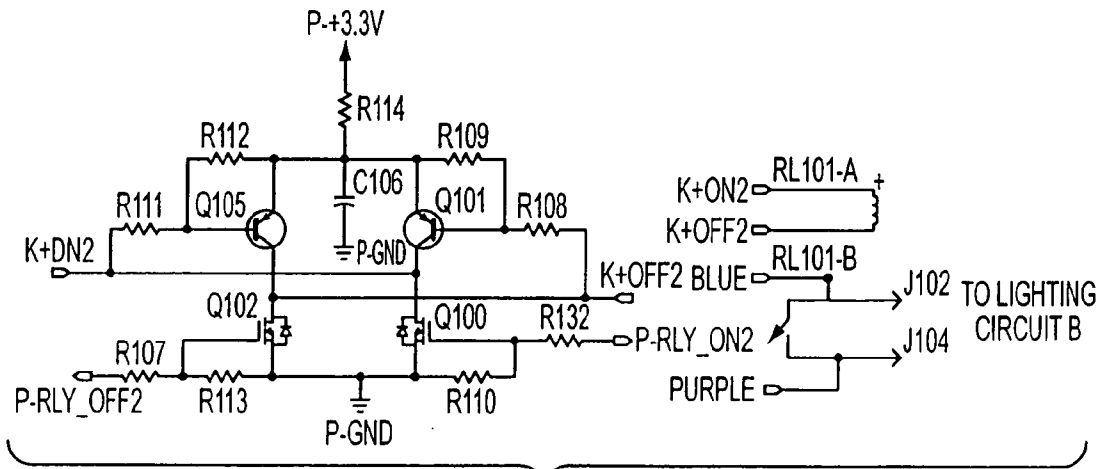 P-+3.3V
R114
R112
R109
C106
R111
Q105
Q101
R108
RL101-A
+
K+ON2
K+OFF2
K+DN2
P-GND
K+OFF2
BLUE
RL101-B
J102
TO LIGHTING
CIRCUIT B
Q102
Q100
R132
P-RLY_ON2
J104
R107
P-RLY_OFF2
R113
R110
PURPLE
P-GND